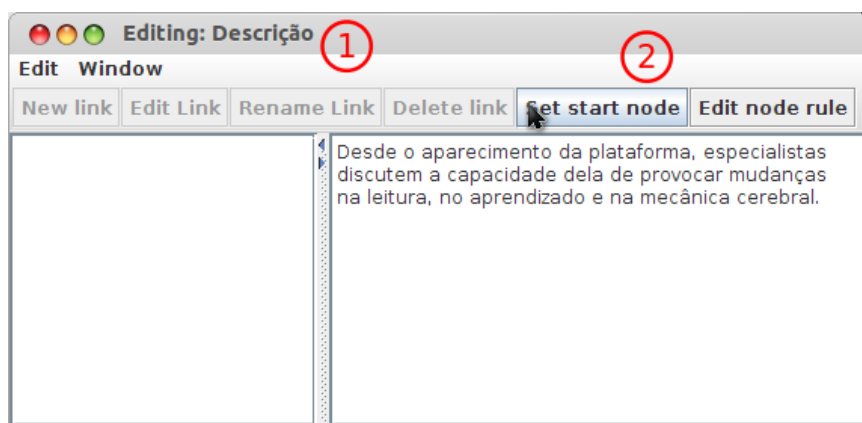 Editing: Descrição
1
2
Edit Window
New link Edit Link Rename Link Delete link Set start node Edit node rule
Desde o aparecimento da plataforma, especialistas
discutem a capacidade dela de provocar mudanças
na leitura, no aprendizado e na mecânica cerebral.